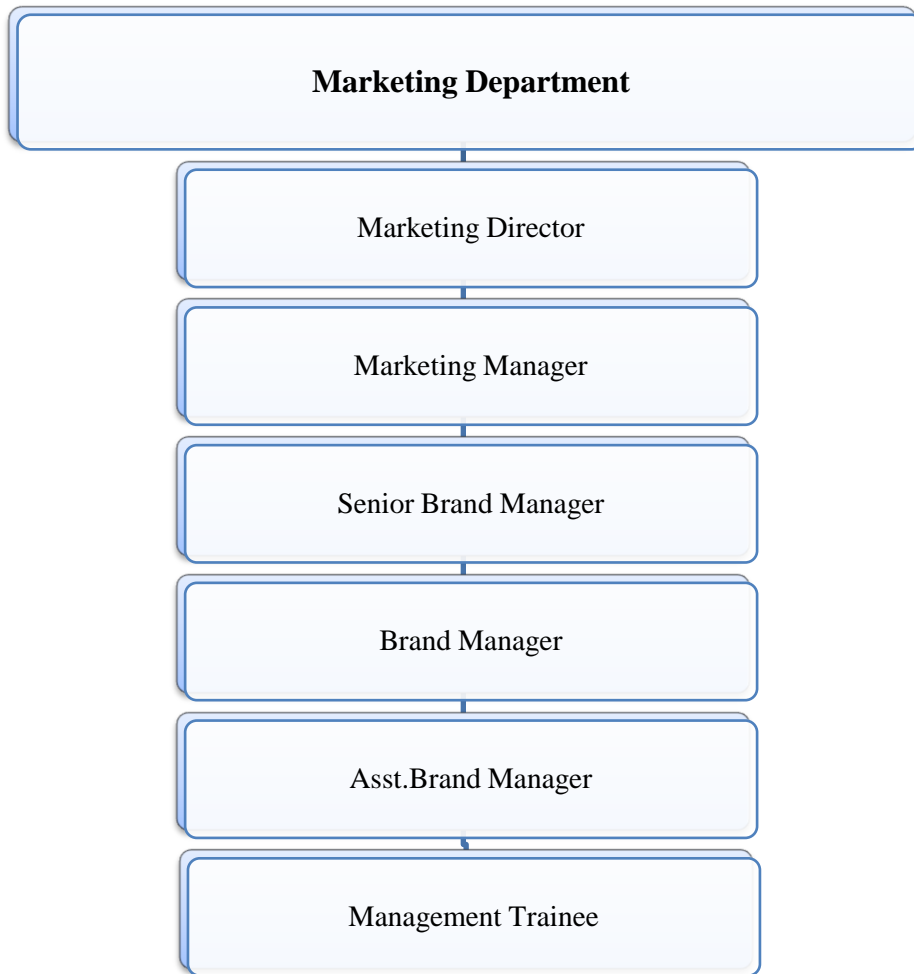 Marketing Department
Marketing Director
Marketing Manager
Senior Brand Manager
Brand Manager
Asst.Brand Manager
Management Trainee